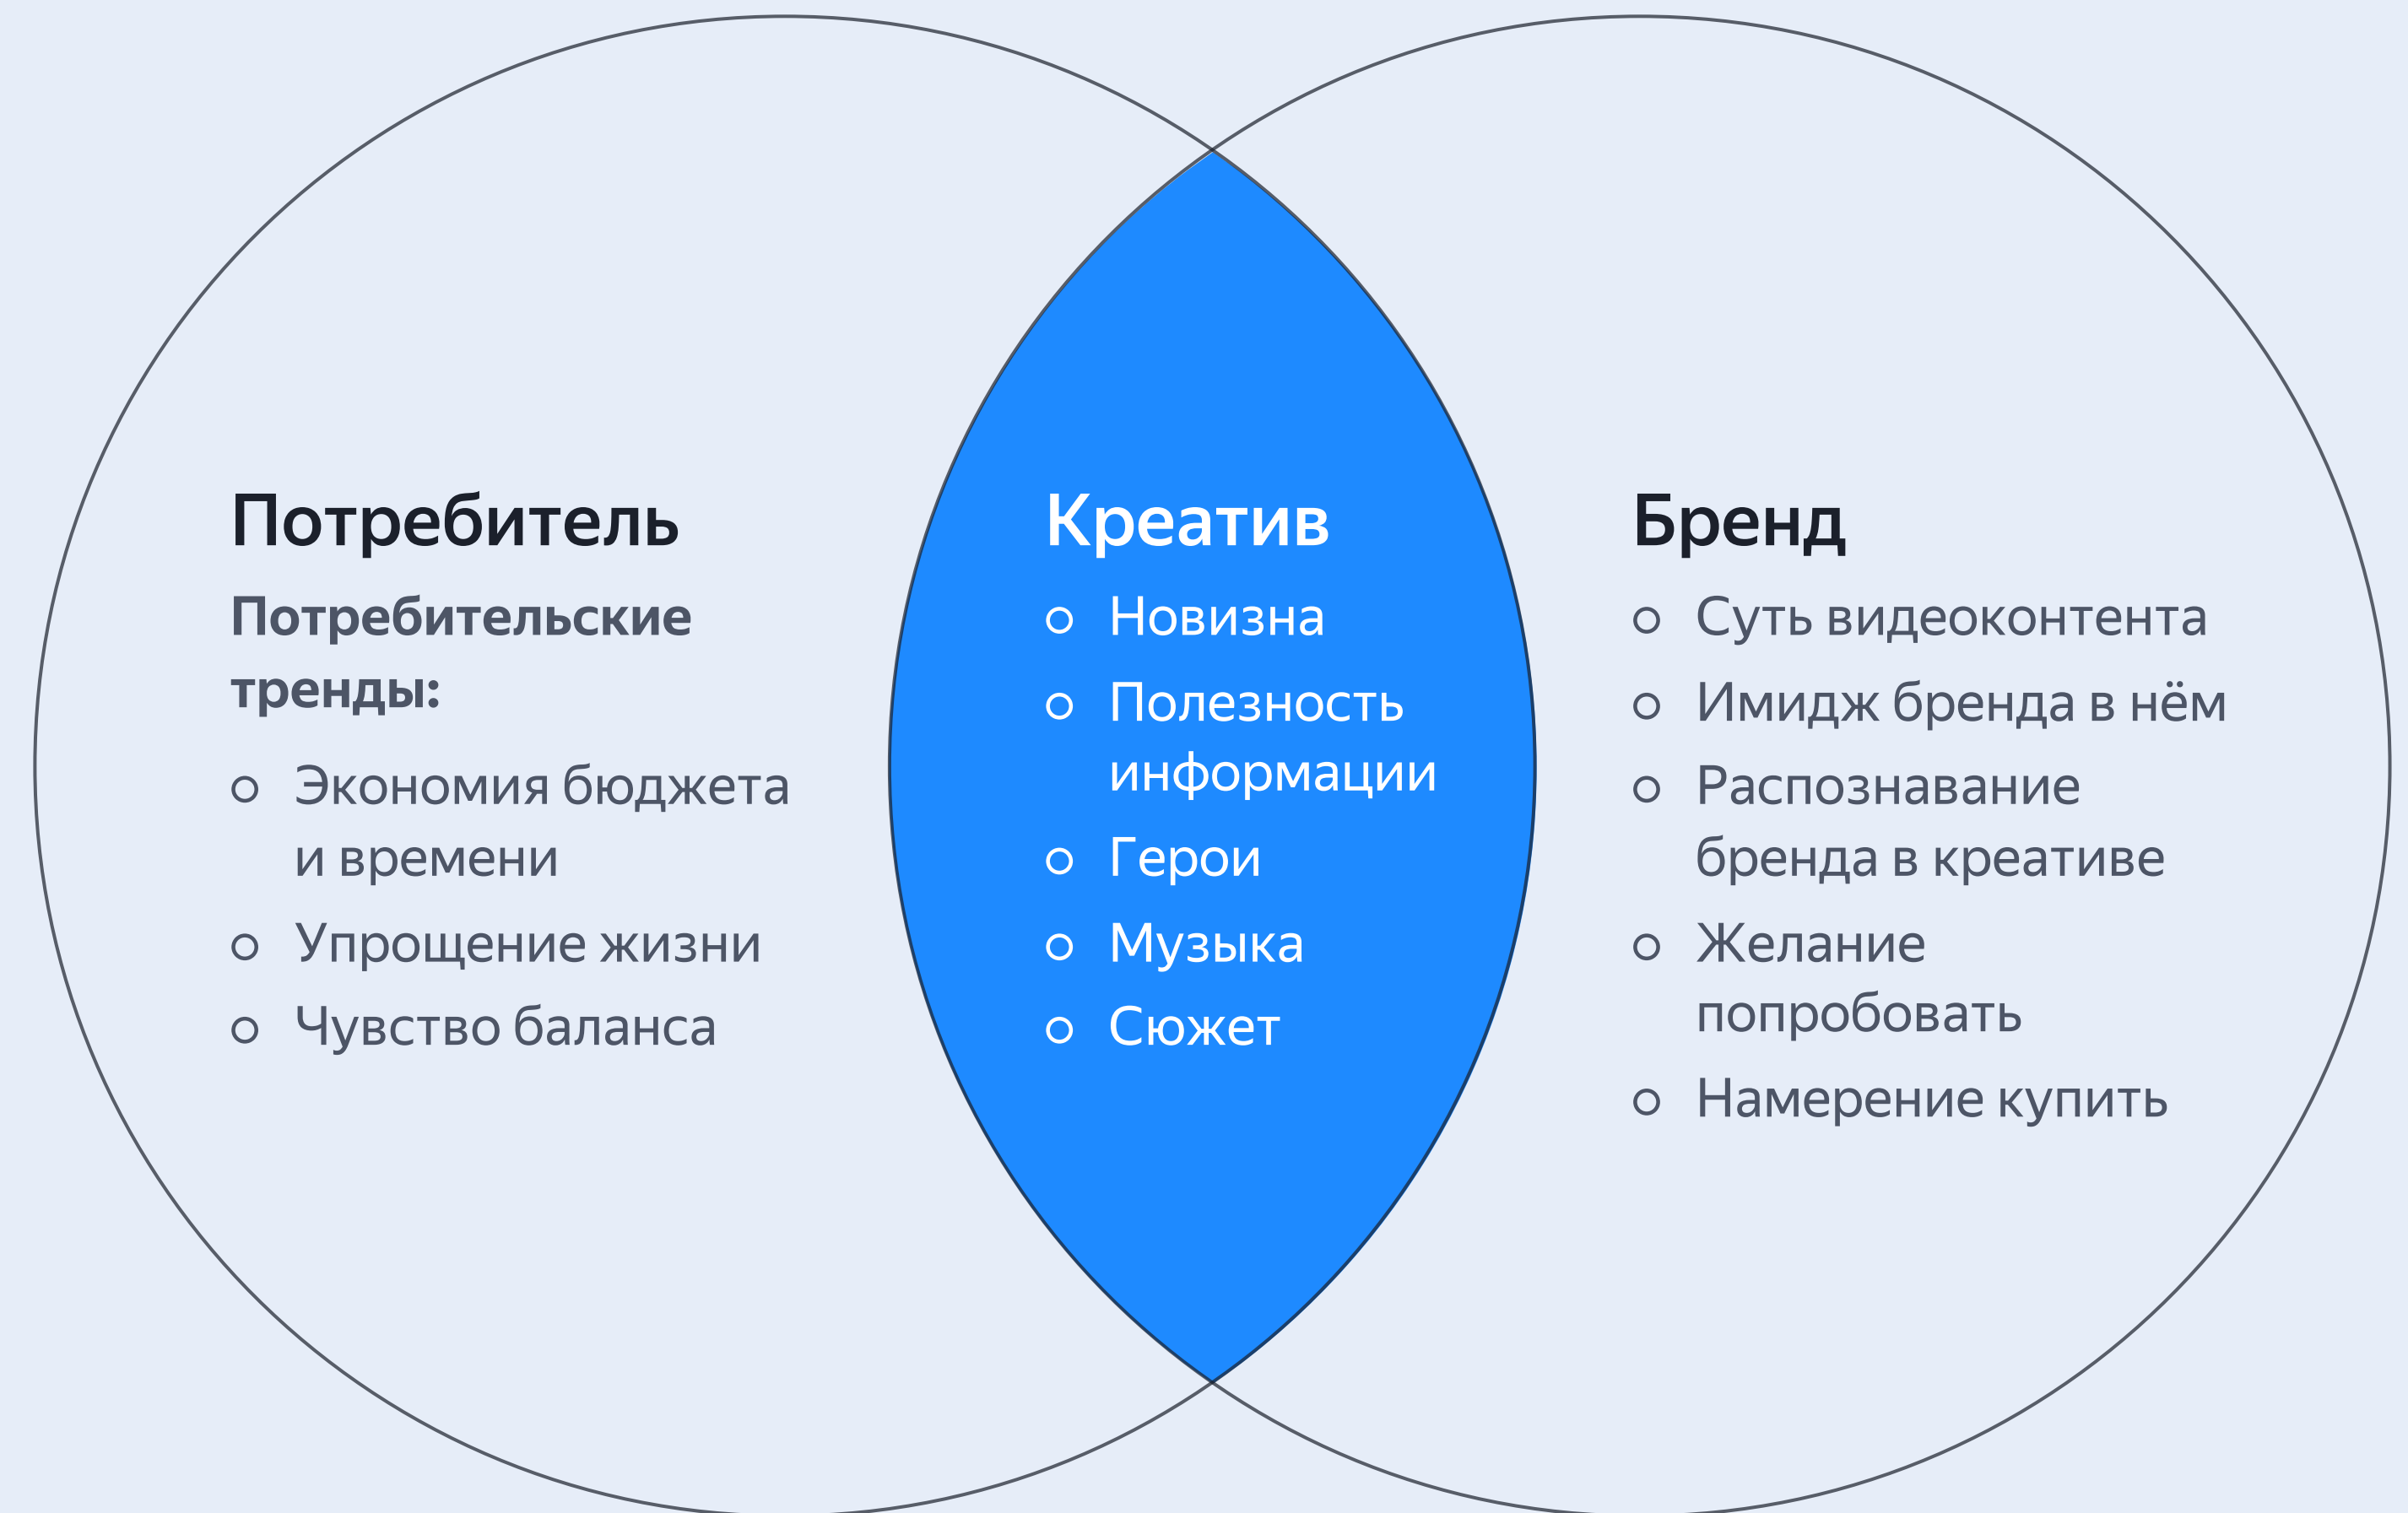 Потребитель
Потребительские
тренды:
Экономия бюджета
и времени
Упрощение жизни
Чувство баланса
Креатив
Новизна
Полезность
информации
Герои
Музыка
Сюжет
Бренд
Суть видеоконтента
Имидж бренда в нём
Распознавание
бренда в креативе
Желание
попробовать
Намерение купить